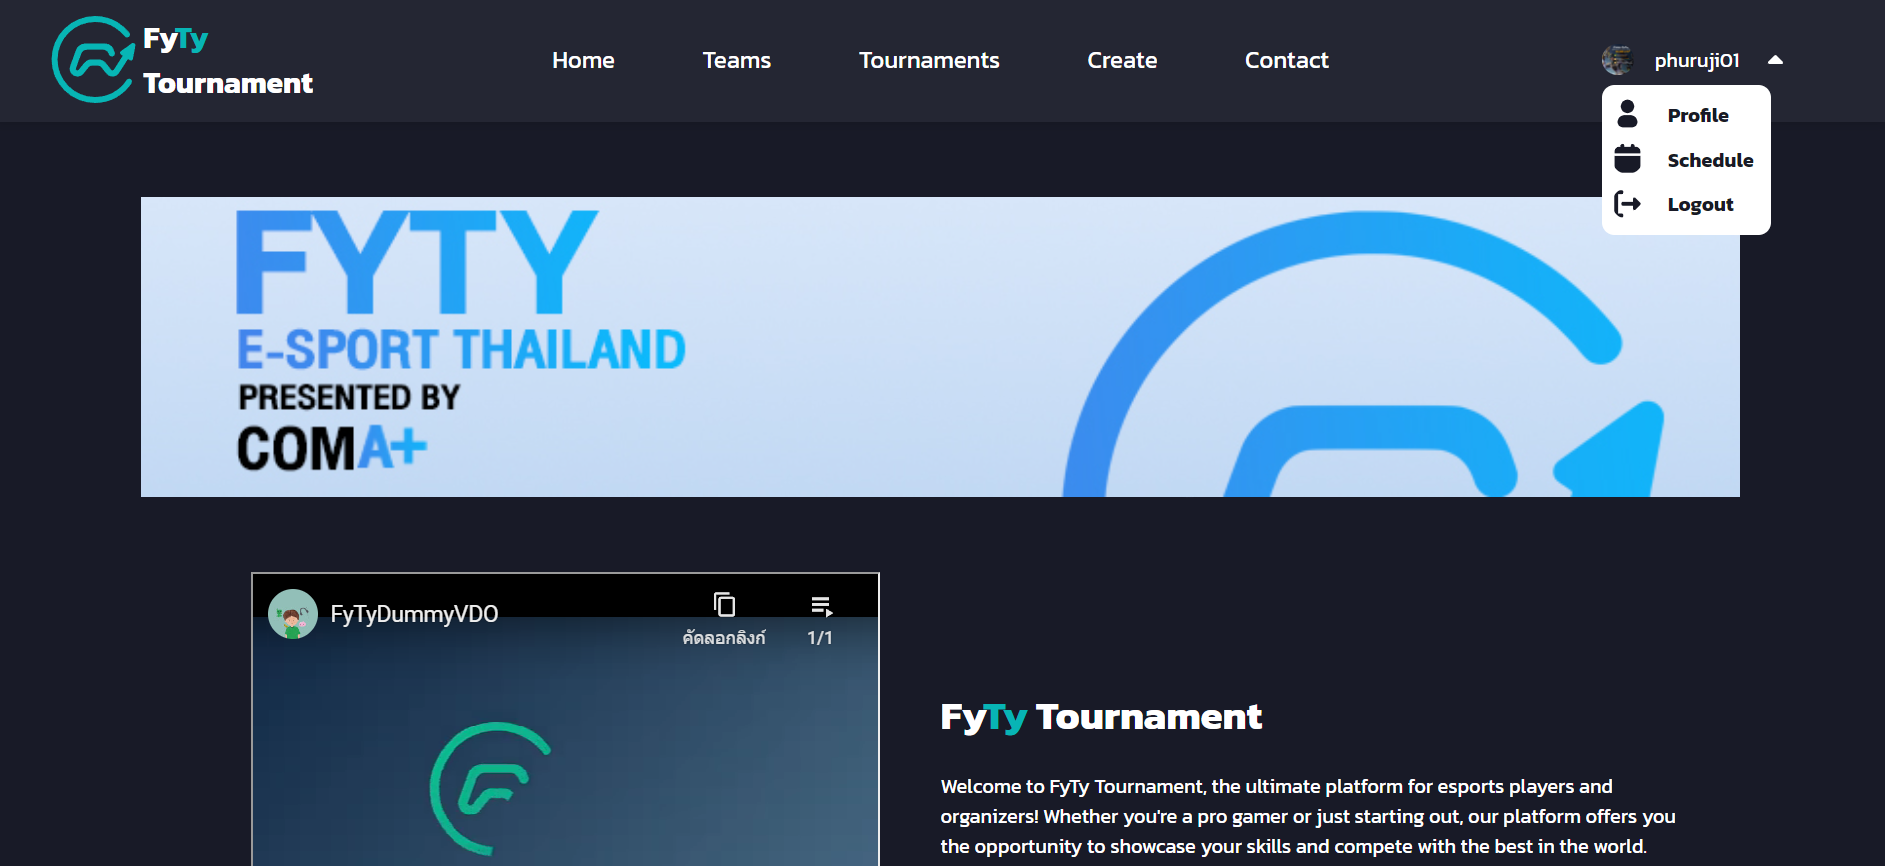 FyTy
Tournament
Home
Teams
Tournaments
Create
Contact
phuruji01
Profile
Schedule
Logout
FYTY
E-SPORT THAILAND
PRESENTED BY
COMA+
FyTyDummyVDO
คัดลอกลิงก์
1/1
FyTy Tournament
Welcome to FyTy Tournament, the ultimate platform for esports players and
organizers! Whether you're a pro gamer or just starting out, our platform offers you
the opportunity to showcase your skills and compete with the best in the world.